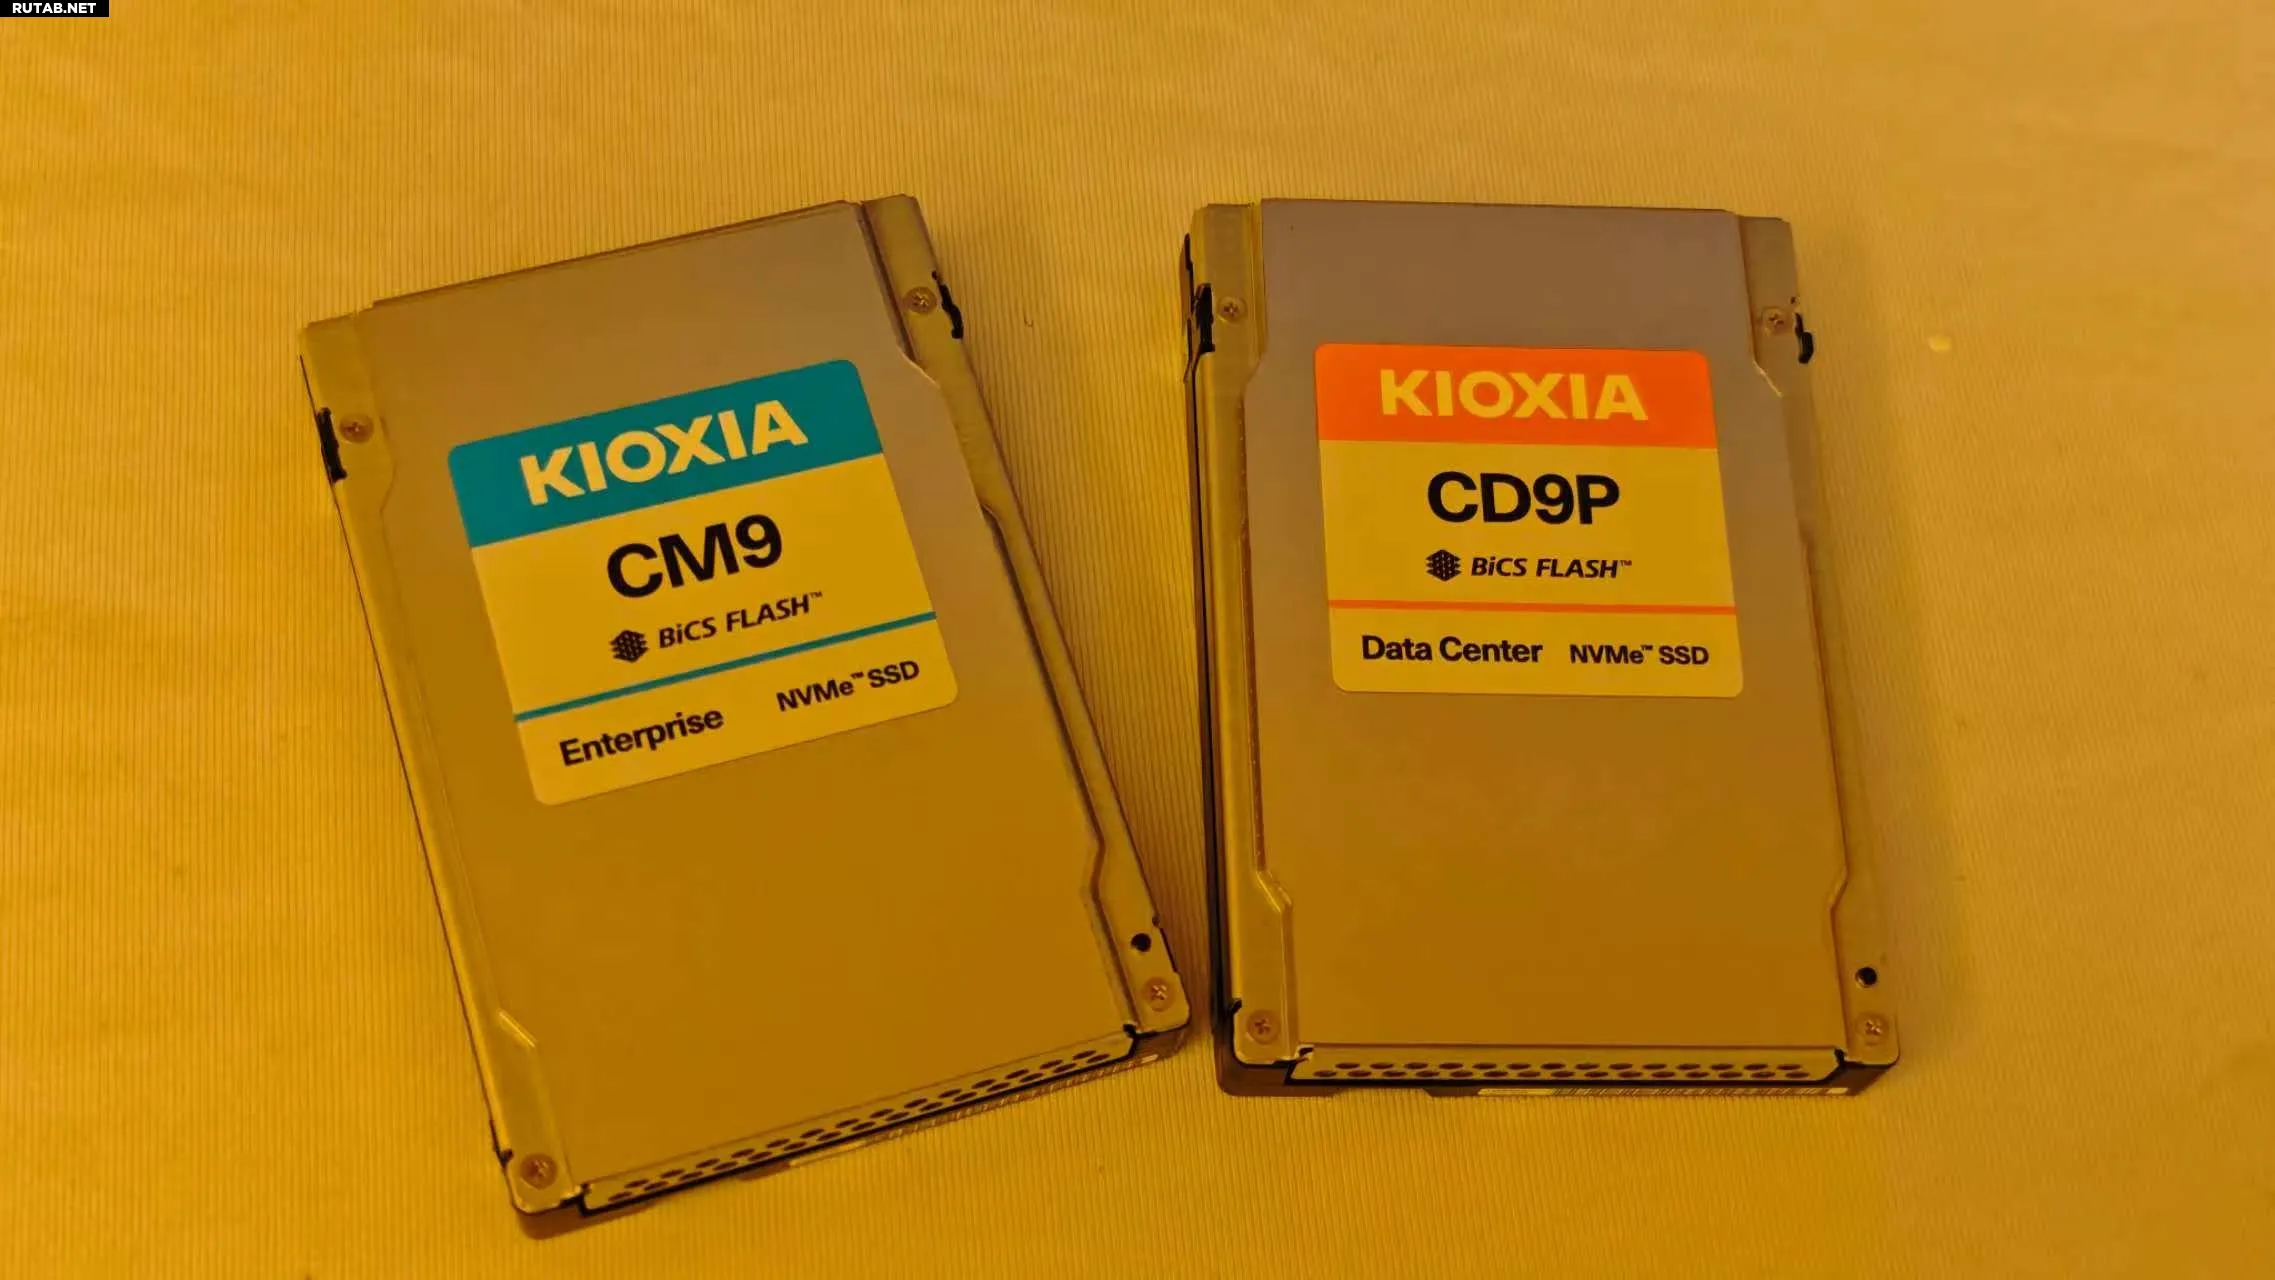 RUTAB.NET
KIOXIA
CM9
BiCS FLASH™
Enterprise NVMe™ SSD
KIOXIA
CD9P
BiCS FLASH™
Data Center NVMe™ SSD